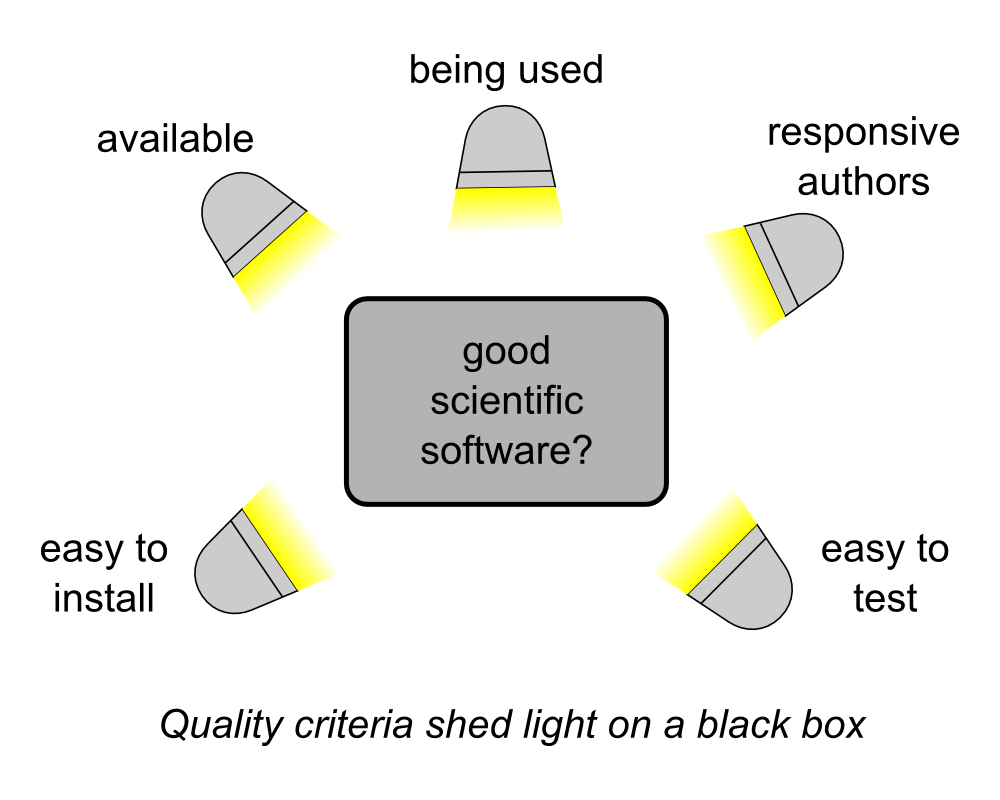 being used
available
responsive
authors
good
scientific
software?
easy to
install
easy to
test
Quality criteria shed light on a black box